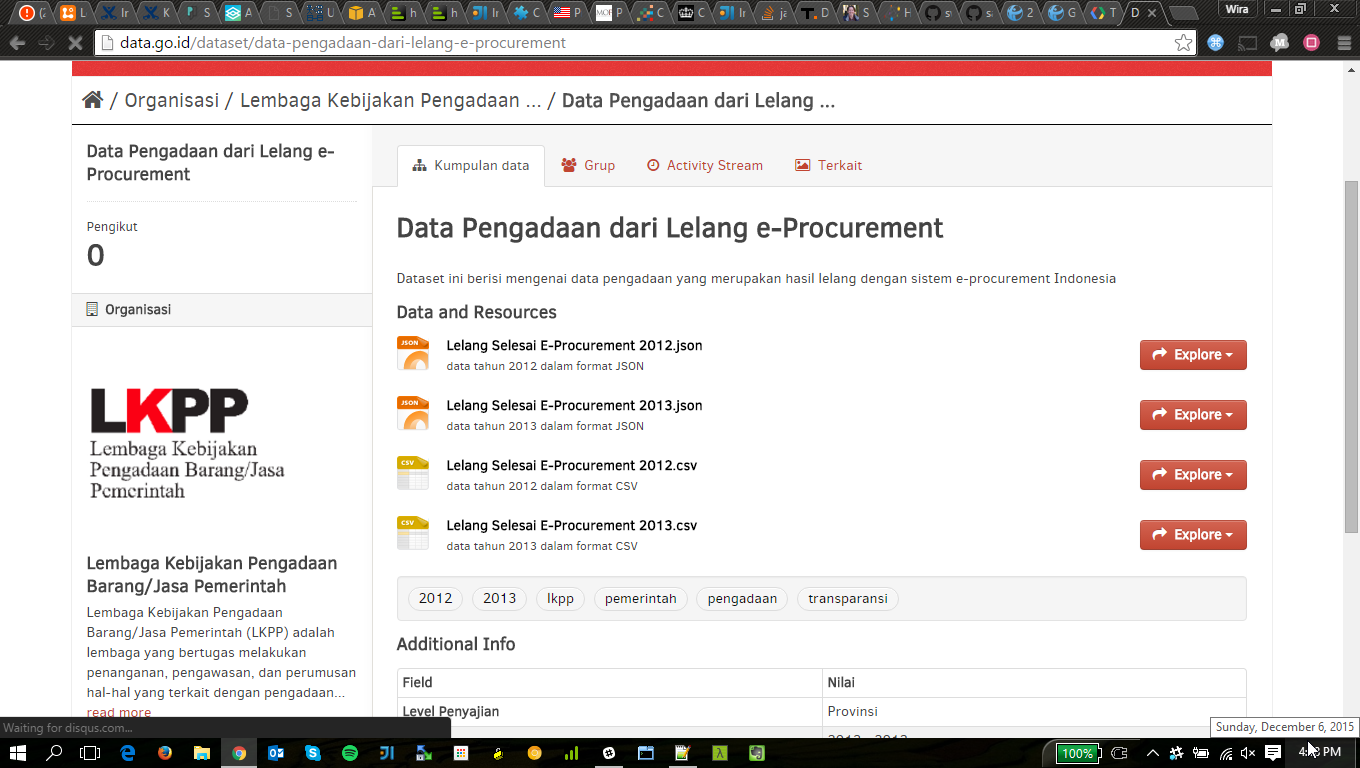 Wira
data.go.id/dataset/data-pengadaan-dari-lelang-e-procurement
/ Organisasi / Lembaga Kebijakan Pengadaan ... / Data Pengadaan dari Lelang ...
Data Pengadaan dari Lelang e-
Procurement
Pengikut
0
Organisasi
LKPP
Lembaga Kebijakan
Pengadaan Barang/Jasa
Pemerintah
Lembaga Kebijakan Pengadaan
Barang/Jasa Pemerintah
Lembaga Kebijakan Pengadaan
Barang/Jasa Pemerintah (LKPP) adalah
lembaga yang bertugas melakukan
penanganan, pengawasan, dan perumusan
hal-hal yang terkait dengan pengadaan...
read more
Kumpulan data
Grup
Activity Stream
Terkait
Data Pengadaan dari Lelang e-Procurement
Dataset ini berisi mengenai data pengadaan yang merupakan hasil lelang dengan sistem e-procurement Indonesia
Data and Resources
JSON
Lelang Selesai E-Procurement 2012.json
data tahun 2012 dalam format JSON
Explore
JSON
Lelang Selesai E-Procurement 2013.json
data tahun 2013 dalam format JSON
Explore
CSV
Lelang Selesai E-Procurement 2012.csv
data tahun 2012 dalam format CSV
Explore
CSV
Lelang Selesai E-Procurement 2013.csv
data tahun 2013 dalam format CSV
Explore
2012 2013 lkpp pemerintah pengadaan transparansi
Additional Info
Field Nilai
Level Penyajian Provinsi
Waiting for disqus.com...
Sunday, December 6, 2015
100%
PM